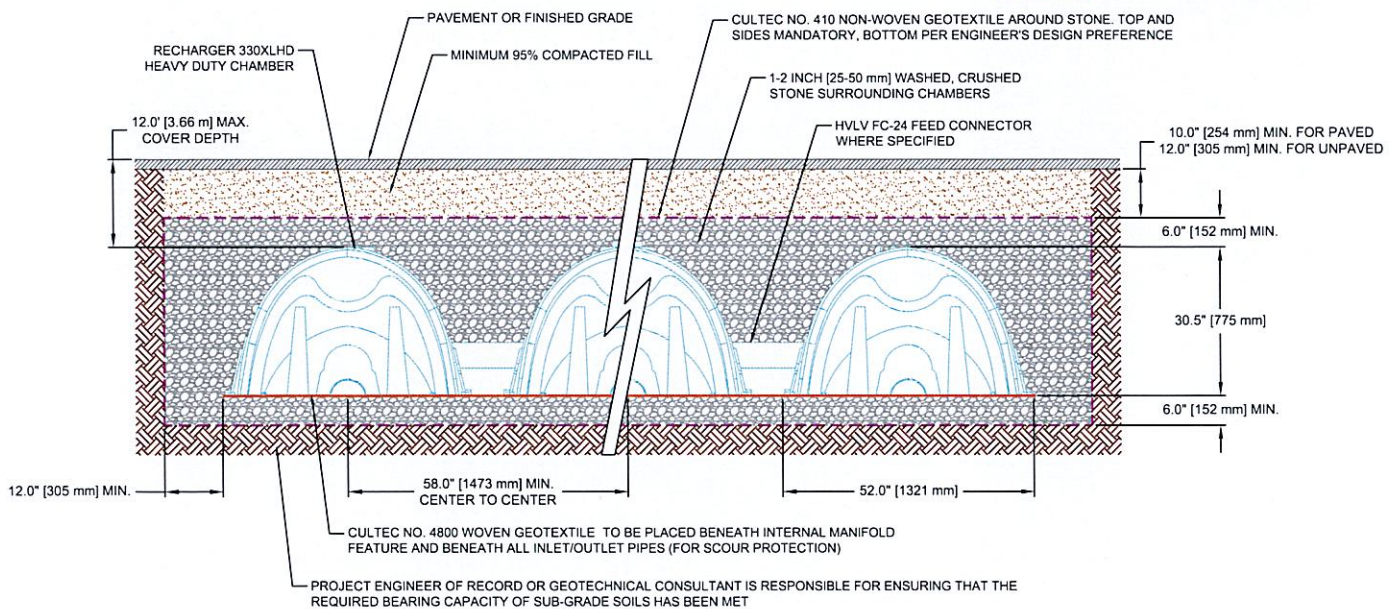 PAVEMENT OR FINISHED GRADE
CULTEC NO. 410 NON-WOVEN GEOTEXTILE AROUND STONE. TOP AND
SIDES MANDATORY, BOTTOM PER ENGINEER'S DESIGN PREFERENCE
RECHARGER 330XLHD
HEAVY DUTY CHAMBER
MINIMUM 95% COMPACTED FILL
1-2 INCH [25-50 mm] WASHED, CRUSHED
STONE SURROUNDING CHAMBERS
12.0' [3.66 m] MAX.
COVER DEPTH
HVLV FC-24 FEED CONNECTOR
WHERE SPECIFIED
10.0" [254 mm] MIN. FOR PAVED
12.0" [305 mm] MIN. FOR UNPAVED
6.0" [152 mm] MIN.
30.5" [775 mm]
6.0" [152 mm] MIN.
12.0" [305 mm] MIN.
58.0" [1473 mm] MIN.
CENTER TO CENTER
52.0" [1321 mm]
CULTEC NO. 4800 WOVEN GEOTEXTILE TO BE PLACED BENEATH INTERNAL MANIFOLD
FEATURE AND BENEATH ALL INLET/OUTLET PIPES (FOR SCOUR PROTECTION)
PROJECT ENGINEER OF RECORD OR GEOTECHNICAL CONSULTANT IS RESPONSIBLE FOR ENSURING THAT THE
REQUIRED BEARING CAPACITY OF SUB-GRADE SOILS HAS BEEN MET